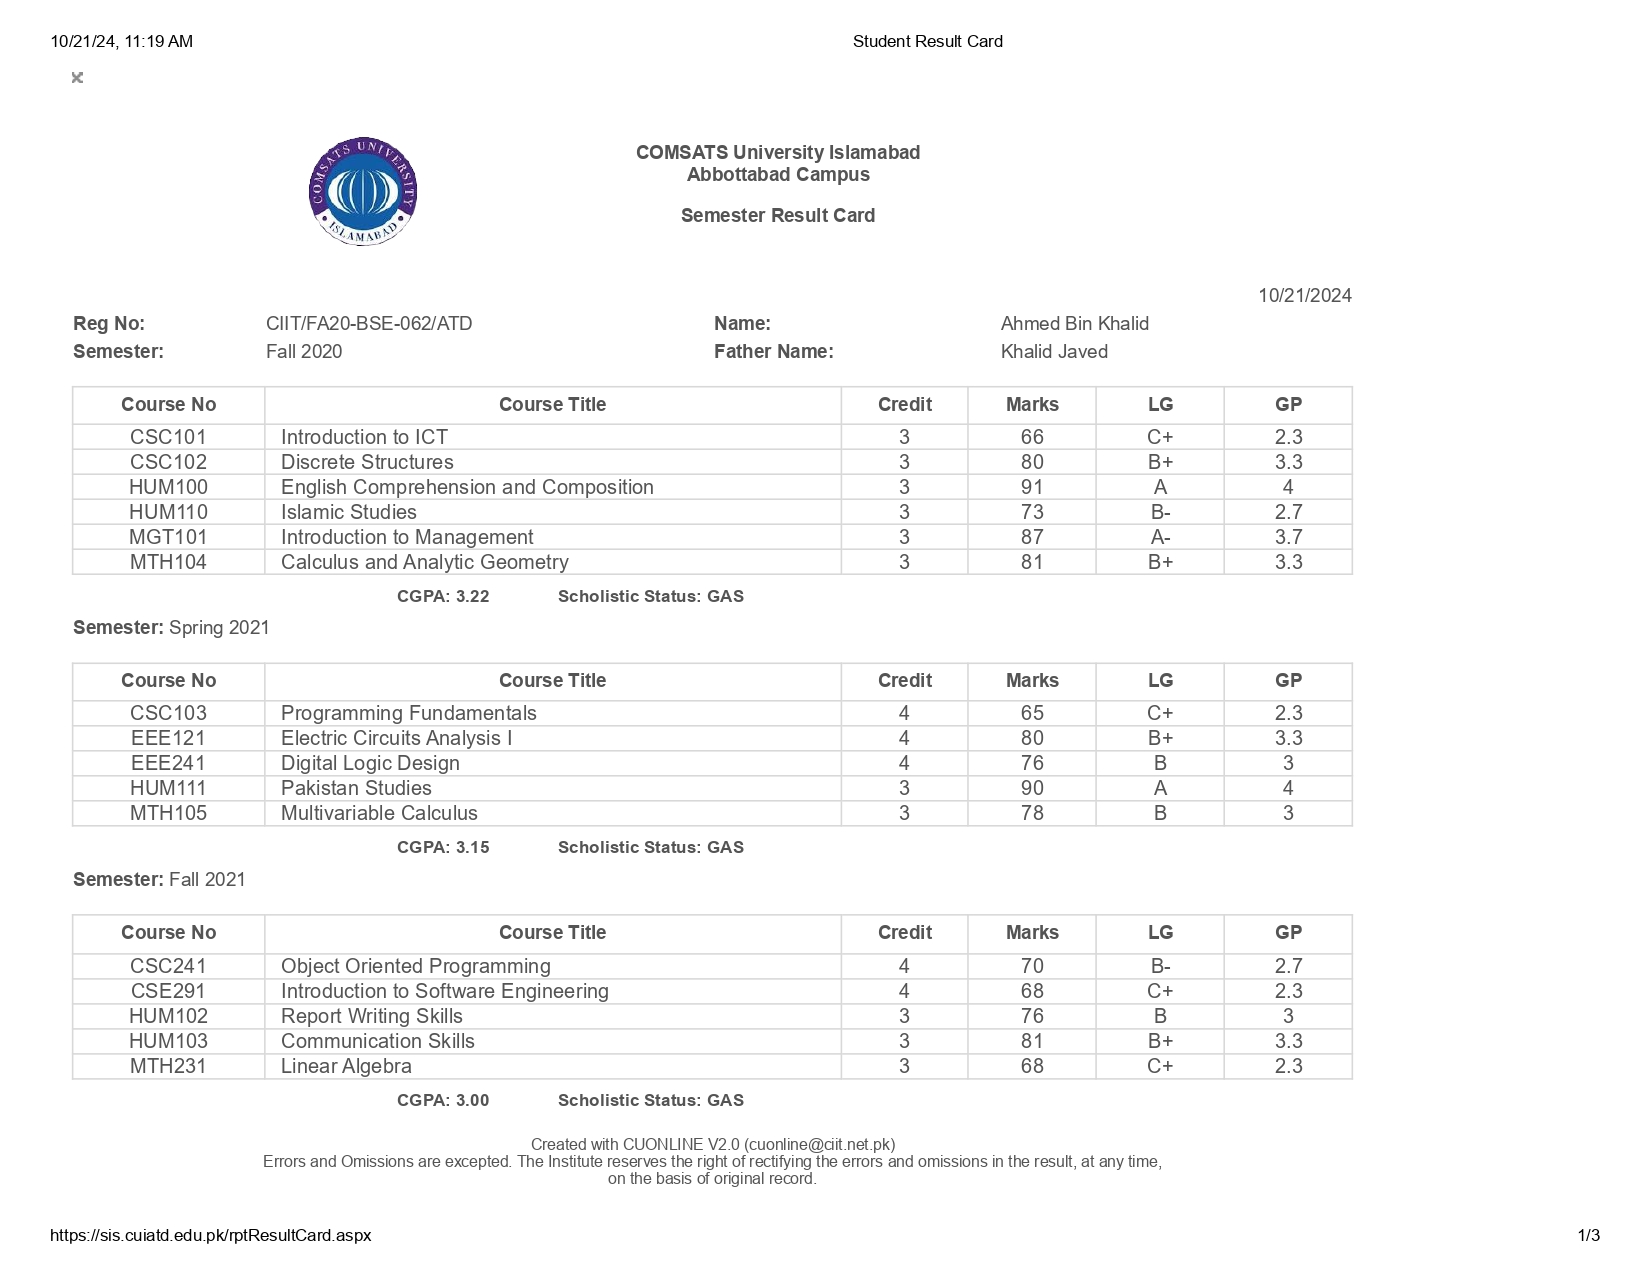 10/21/24, 11:19 AM Student Result Card
COMSATS UNIVERSITY
ISLAMABAD
COMSATS University Islamabad
Abbottabad Campus
Semester Result Card
10/21/2024
Reg No: CIIT/FA20-BSE-062/ATD Name: Ahmed Bin Khalid
Semester: Fall 2020 Father Name: Khalid Javed
Course No Course Title Credit Marks LG GP
CSC101 Introduction to ICT 3 66 C+ 2.3
CSC102 Discrete Structures 3 80 B+ 3.3
HUM100 English Comprehension and Composition 3 91 A 4
HUM110 Islamic Studies 3 73 B- 2.7
MGT101 Introduction to Management 3 87 A- 3.7
MTH104 Calculus and Analytic Geometry 3 81 B+ 3.3
CGPA: 3.22 Scholistic Status: GAS
Semester: Spring 2021
Course No Course Title Credit Marks LG GP
CSC103 Programming Fundamentals 4 65 C+ 2.3
EEE121 Electric Circuits Analysis I 4 80 B+ 3.3
EEE241 Digital Logic Design 4 76 B 3
HUM111 Pakistan Studies 3 90 A 4
MTH105 Multivariable Calculus 3 78 B 3
CGPA: 3.15 Scholistic Status: GAS
Semester: Fall 2021
Course No Course Title Credit Marks LG GP
CSC241 Object Oriented Programming 4 70 B- 2.7
CSE291 Introduction to Software Engineering 4 68 C+ 2.3
HUM102 Report Writing Skills 3 76 B 3
HUM103 Communication Skills 3 81 B+ 3.3
MTH231 Linear Algebra 3 68 C+ 2.3
CGPA: 3.00 Scholistic Status: GAS
Created with CUONLINE V2.0 (cuonline@ciit.net.pk)
Errors and Omissions are excepted. The Institute reserves the right of rectifying the errors and omissions in the result, at any time,
on the basis of original record.
https://sis.cuiatd.edu.pk/rptResultCard.aspx 1/3